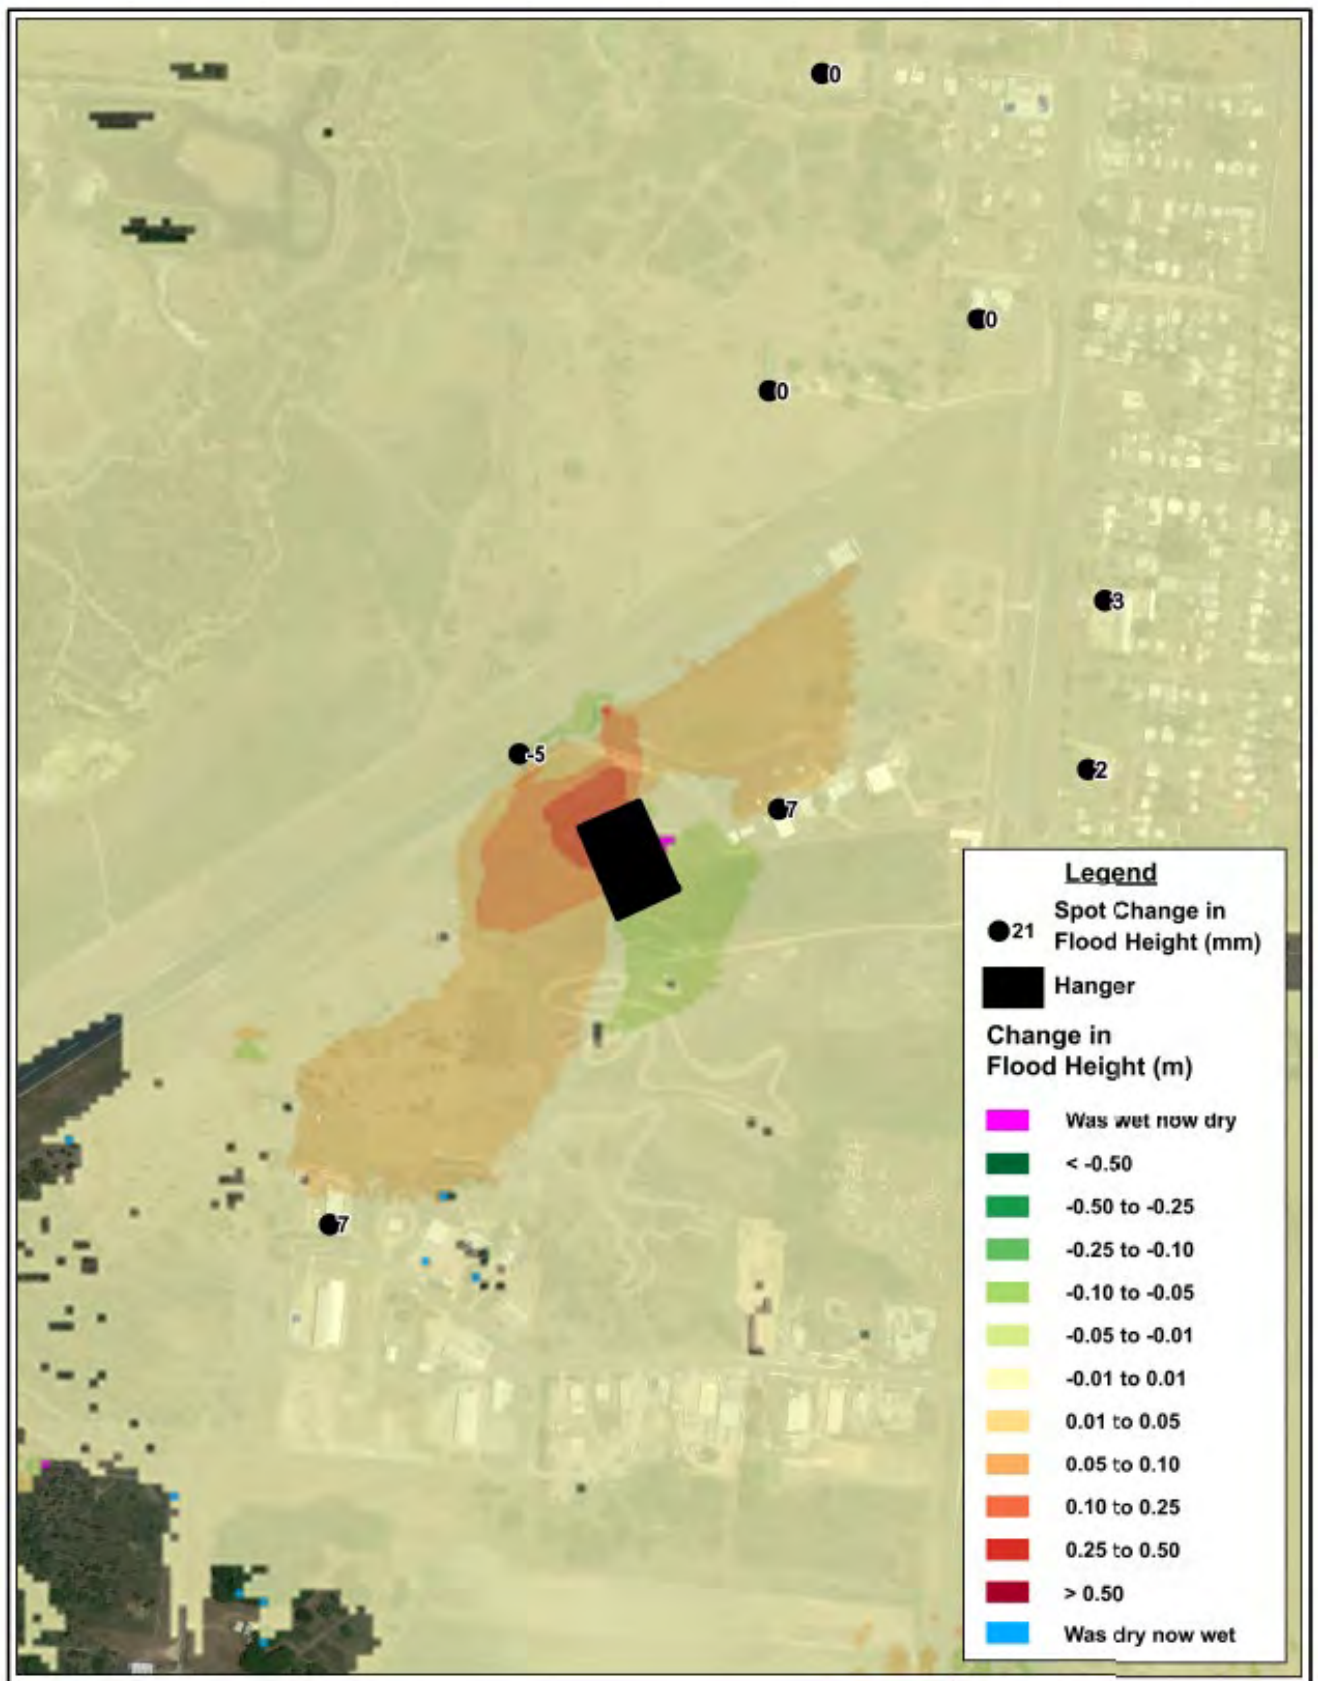 0
0
0
3
-5
2
7
7
Legend
21
Spot Change in
Flood Height (mm)
Hanger
Change in
Flood Height (m)
Was wet now dry
< -0.50
-0.50 to -0.25
-0.25 to -0.10
-0.10 to -0.05
-0.05 to -0.01
-0.01 to 0.01
0.01 to 0.05
0.05 to 0.10
0.10 to 0.25
0.25 to 0.50
> 0.50
Was dry now wet